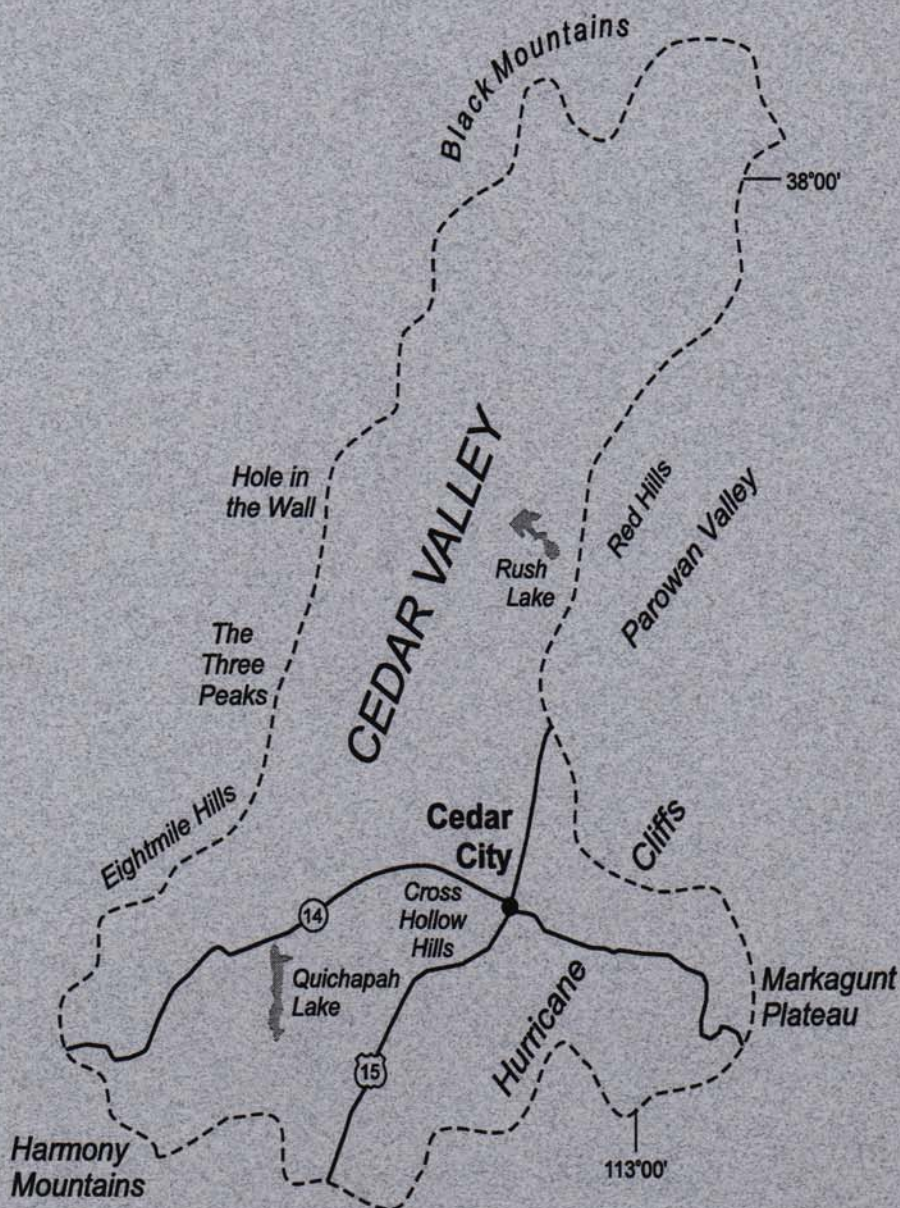 Black Mountains
38°00'
CEDAR VALLEY
Hole in
the Wall
Red Hills
Rush
Lake
Parowan Valley
The
Three
Peaks
Eightmile Hills
Cedar
City
Cliffs
14
Cross
Hollow
Hills
Quichapah
Lake
Markagunt
Plateau
Hurricane
15
Harmony
Mountains
113°00'